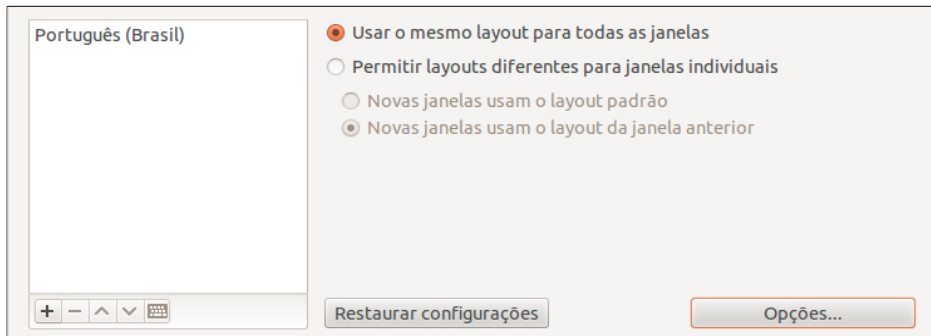 Português (Brasil)
Usar o mesmo layout para todas as janelas
Permitir layouts diferentes para janelas individuais
Novas janelas usam o layout padrão
Novas janelas usam o layout da janela anterior
Restaurar configurações
Opções...